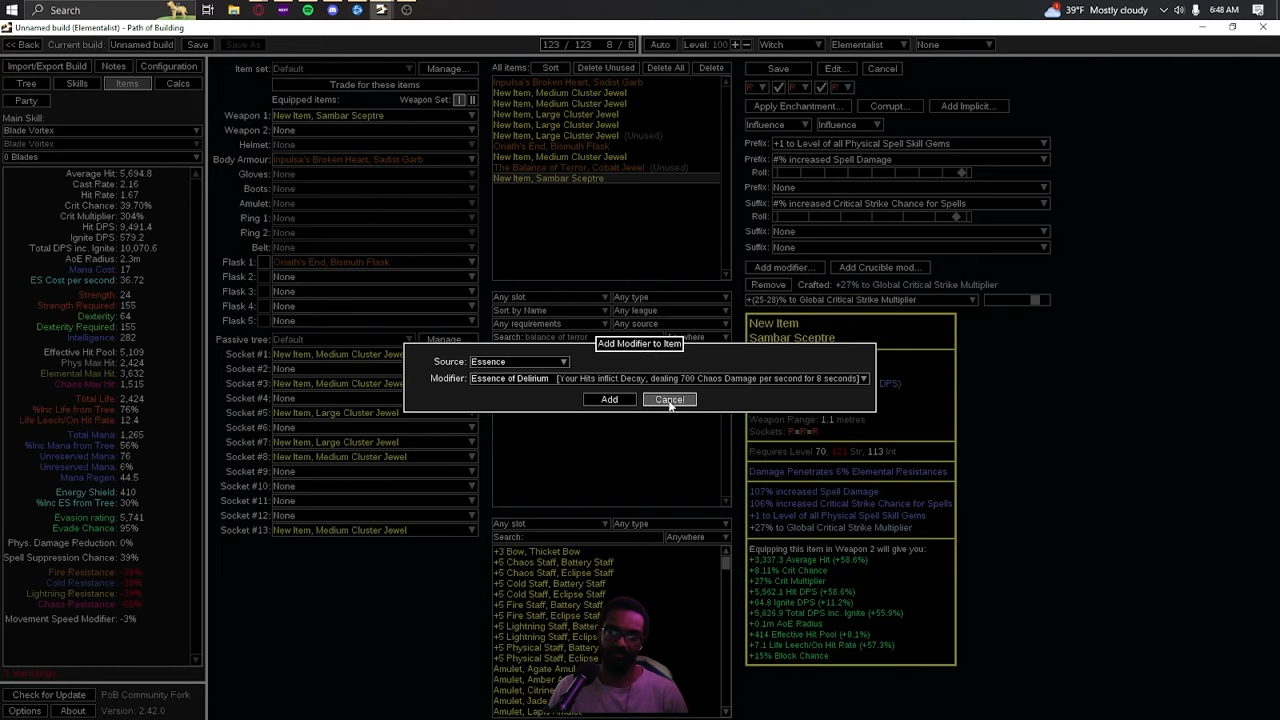 Search
39°F Mostly cloudy
6:48 AM
Unnamed build (Elementalist) - Path of Building
<< Back
Current build:
Unnamed build
Save
Save As
123 / 123 8 / 8
Auto
Level: 100
+
−
Witch
Elementalist
None
Import/Export Build
Notes
Configuration
Tree
Skills
Items
Calcs
Party
Main Skill:
Blade Vortex
Blade Vortex
0 Blades
Average Hit: 5,694.8
Cast Rate: 2.16
Hit Rate: 1.67
Crit Chance: 39.70%
Crit Multiplier: 304%
Hit DPS: 9,491.4
Ignite DPS: 579.2
Total DPS inc. Ignite: 10,070.6
AoE Radius: 2.3m
Mana Cost: 17
ES Cost per second: 36.72
Strength: 24
Strength Required: 155
Dexterity: 64
Dexterity Required: 155
Intelligence: 282
Effective Hit Pool: 5,109
Phys Max Hit: 2,424
Elemental Max Hit: 3,632
Chaos Max Hit: 1,515
Total Life: 2,424
%Inc Life from Tree: 76%
Life Leech/On Hit Rate: 12.4
Total Mana: 1,265
%Inc Mana from Tree: 56%
Unreserved Mana: 76
Unreserved Mana: 6%
Mana Regen: 44.5
Energy Shield: 410
%Inc ES from Tree: 30%
Evasion rating: 5,741
Evade Chance: 95%
Phys. Damage Reduction: 0%
Spell Suppression Chance: 39%
Fire Resistance: -39%
Cold Resistance: -39%
Lightning Resistance: -39%
Chaos Resistance: -60%
Movement Speed Modifier: -3%
Check for Update
PoB Community Fork
Options
About
Version: 2.42.0
Item set:
Default
Manage...
Trade for these items
Equipped items:
Weapon Set:
I
II
Weapon 1: New Item, Sambar Sceptre
Weapon 2: None
Helmet: None
Body Armour: Inpulsa's Broken Heart, Sadist Garb
Gloves: None
Boots: None
Amulet: None
Ring 1: None
Ring 2: None
Belt: None
Flask 1: Oriath's End, Bismuth Flask
Flask 2: None
Flask 3: None
Flask 4: None
Flask 5: None
Passive tree: Default
Manage...
Socket #1: New Item, Medium Cluster Jewel
Socket #2: None
Socket #3: New Item, Medium Cluster Jewel
Socket #4: None
Socket #5: New Item, Large Cluster Jewel
Socket #6: None
Socket #7: New Item, Large Cluster Jewel
Socket #8: New Item, Medium Cluster Jewel
Socket #9: None
Socket #10: None
Socket #11: None
Socket #12: None
Socket #13: New Item, Medium Cluster Jewel
All items:
Sort
Delete Unused
Delete All
Delete
Inpulsa's Broken Heart, Sadist Garb
New Item, Medium Cluster Jewel
New Item, Medium Cluster Jewel
New Item, Large Cluster Jewel
New Item, Large Cluster Jewel
New Item, Large Cluster Jewel (Unused)
Oriath's End, Bismuth Flask
New Item, Medium Cluster Jewel
The Balance of Terror, Cobalt Jewel (Unused)
New Item, Sambar Sceptre
Any slot
Any type
Sort by Name
Any league
Any requirements
Any source
Search: balance of terror
Anywhere
Add Modifier to Item
Source: Essence
Modifier: Essence of Delirium [Your Hits inflict Decay, dealing 700 Chaos Damage per second for 8 seconds]
Add
Cancel
Any slot
Any type
Search:
Anywhere
+3 Bow, Thicket Bow
+5 Chaos Staff, Battery Staff
+5 Chaos Staff, Eclipse Staff
+5 Cold Staff, Battery Staff
+5 Cold Staff, Eclipse Staff
+5 Fire Staff, Battery Staff
+5 Fire Staff, Eclipse Staff
+5 Lightning Staff, Batter
+5 Lightning Staff, Eclips
+5 Physical Staff, Battery
+5 Physical Staff, Eclipse
Amulet, Agate Amul
Amulet, Amber
Amulet, Citrine
Amulet, Jade
Amulet, Lapis Amulet
Save
Edit...
Cancel
R
R
R
Apply Enchantment...
Corrupt...
Add Implicit...
Influence
Influence
Prefix: +1 to Level of all Physical Spell Skill Gems
Prefix: #% increased Spell Damage
Roll:
Prefix: None
Suffix: #% increased Critical Strike Chance for Spells
Roll:
Suffix: None
Suffix: None
Add modifier...
Add Crucible mod...
Remove
Crafted: +27% to Global Critical Strike Multiplier
+(25-28)% to Global Critical Strike Multiplier
New Item
Sambar Sceptre
DPS)
Weapon Range: 1.1 metres
Sockets: R=R=R
Requires Level 70, 121 Str, 113 Int
Damage Penetrates 6% Elemental Resistances
107% increased Spell Damage
106% increased Critical Strike Chance for Spells
+1 to Level of all Physical Spell Skill Gems
+27% to Global Critical Strike Multiplier
Equipping this item in Weapon 2 will give you:
+3,337.3 Average Hit (+58.6%)
+8.11% Crit Chance
+27% Crit Multiplier
+5,562.1 Hit DPS (+58.6%)
+64.8 Ignite DPS (+11.2%)
+5,626.9 Total DPS inc. Ignite (+55.9%)
+0.1m AoE Radius
+414 Effective Hit Pool (+8.1%)
+7.1 Life Leech/On Hit Rate (+57.3%)
+15% Block Chance